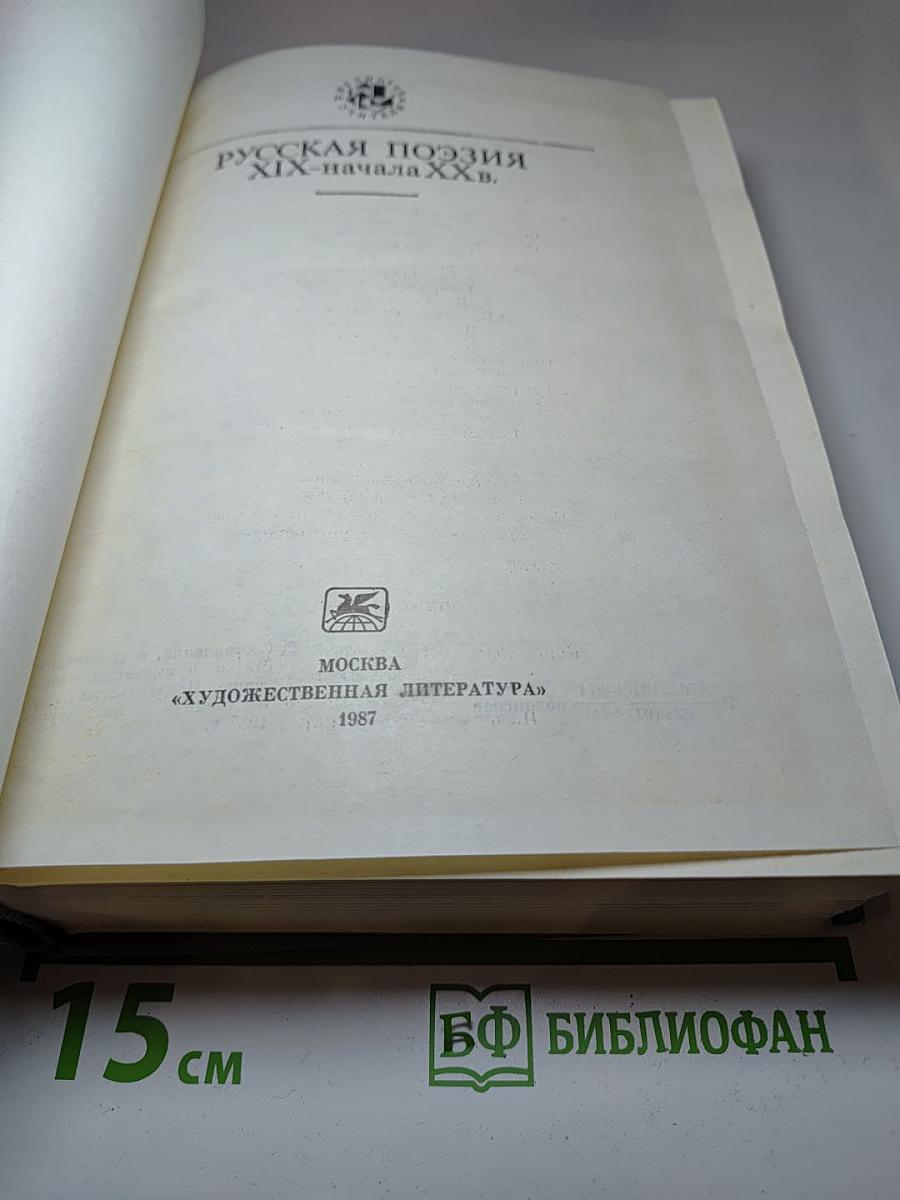 РУССКАЯ ПОЭЗИЯ
XIX-начала XX в.
МОСКВА
«ХУДОЖЕСТВЕННАЯ ЛИТЕРАТУРА»
1987
15 см
БФ БИБЛИОФАН